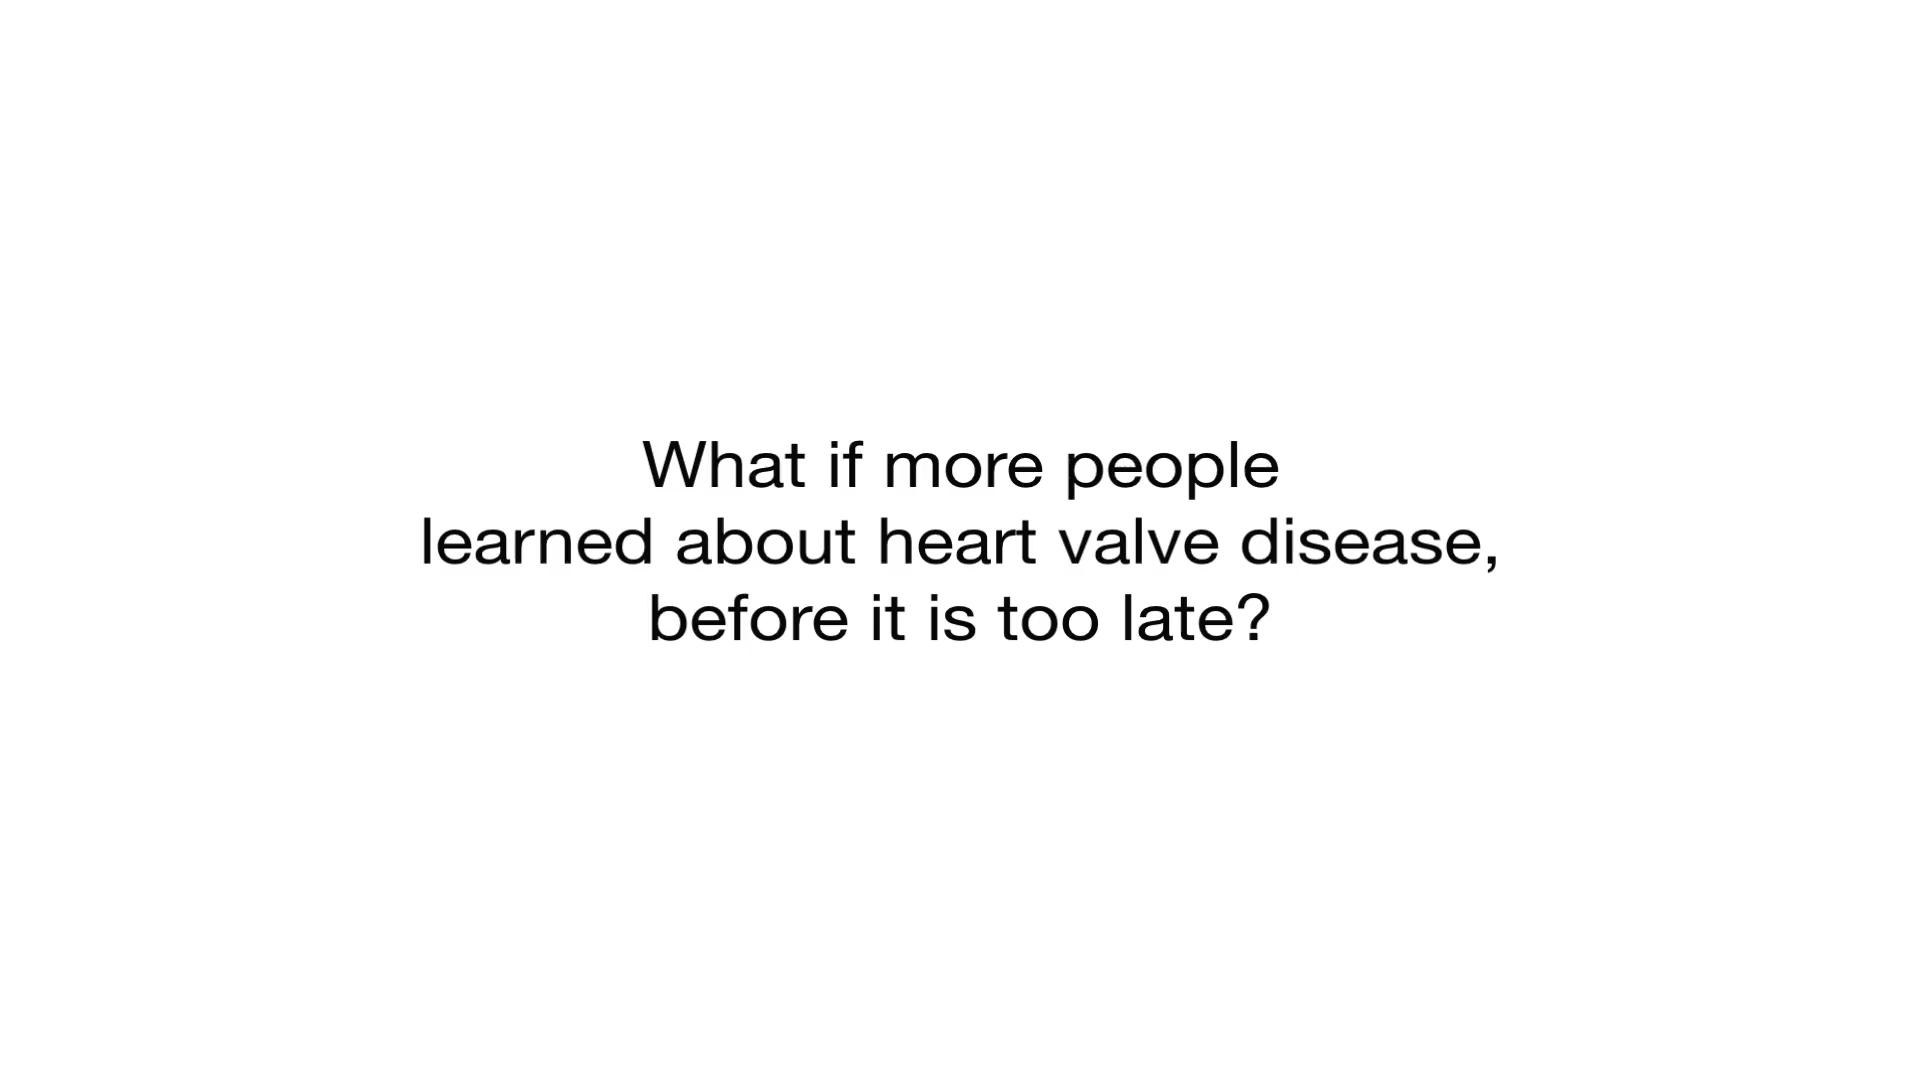 What if more people
learned about heart valve disease,
before it is too late?